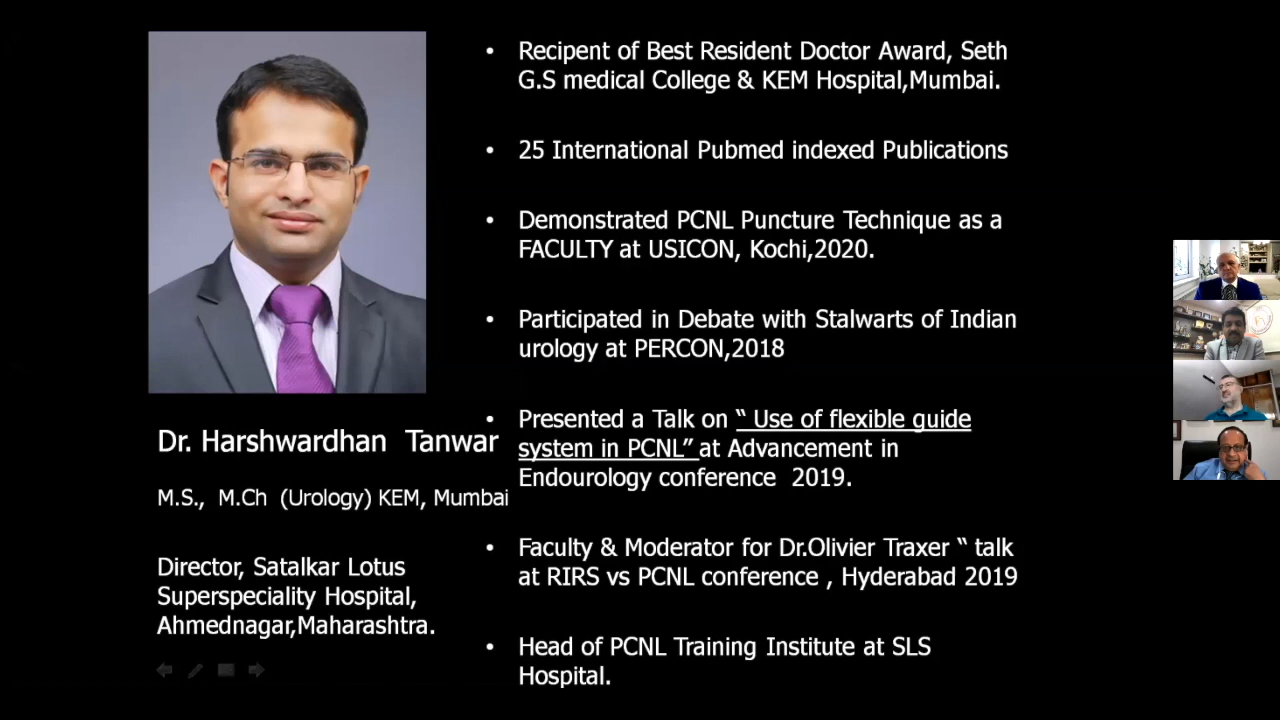 • Recipent of Best Resident Doctor Award, Seth
G.S medical College & KEM Hospital,Mumbai.
• 25 International Pubmed indexed Publications
• Demonstrated PCNL Puncture Technique as a
FACULTY at USICON, Kochi,2020.
• Participated in Debate with Stalwarts of Indian
urology at PERCON,2018
• Presented a Talk on “ Use of flexible guide
system in PCNL” at Advancement in
Endourology conference 2019.
• Faculty & Moderator for Dr.Olivier Traxer “ talk
at RIRS vs PCNL conference , Hyderabad 2019
• Head of PCNL Training Institute at SLS
Hospital.
Dr. Harshwardhan Tanwar
M.S., M.Ch (Urology) KEM, Mumbai
Director, Satalkar Lotus
Superspeciality Hospital,
Ahmednagar,Maharashtra.